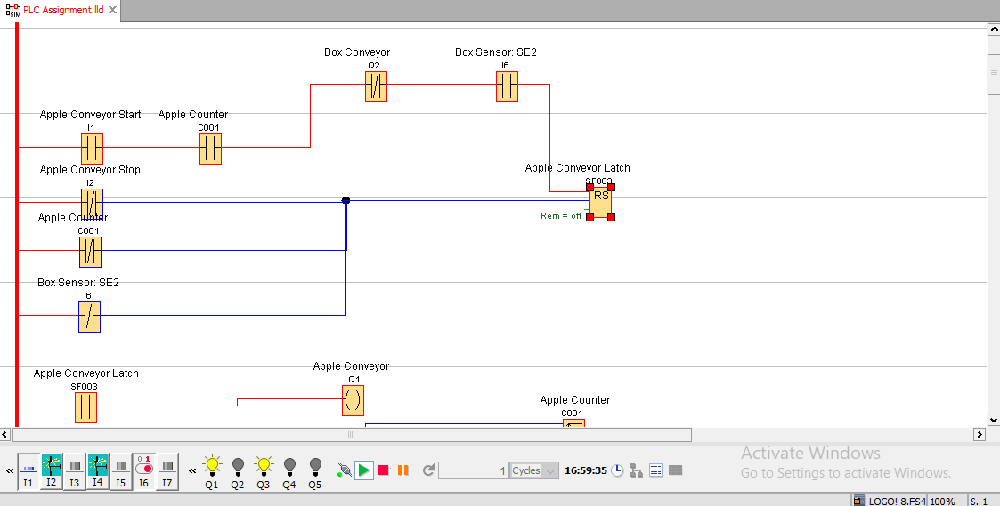 SIM PLC Assignment.lld
Box Conveyor
Q2
Box Sensor: SE2
I6
Apple Conveyor Start
I1
Apple Counter
C001
Apple Conveyor Stop
I2
Apple Conveyor Latch
SF003
RS
Rem = off
Apple Counter
C001
Box Sensor: SE2
I6
Apple Conveyor Latch
SF003
Apple Conveyor
Q1
Apple Counter
C001
« I1 I2 I3 I4 I5 0 1 I6 I7 « Q1 Q2 Q3 Q4 Q5 1 Cycles 16:59:35
Activate Windows
Go to Settings to activate Windows.
LOGO! 8.FS4 100% S. 1